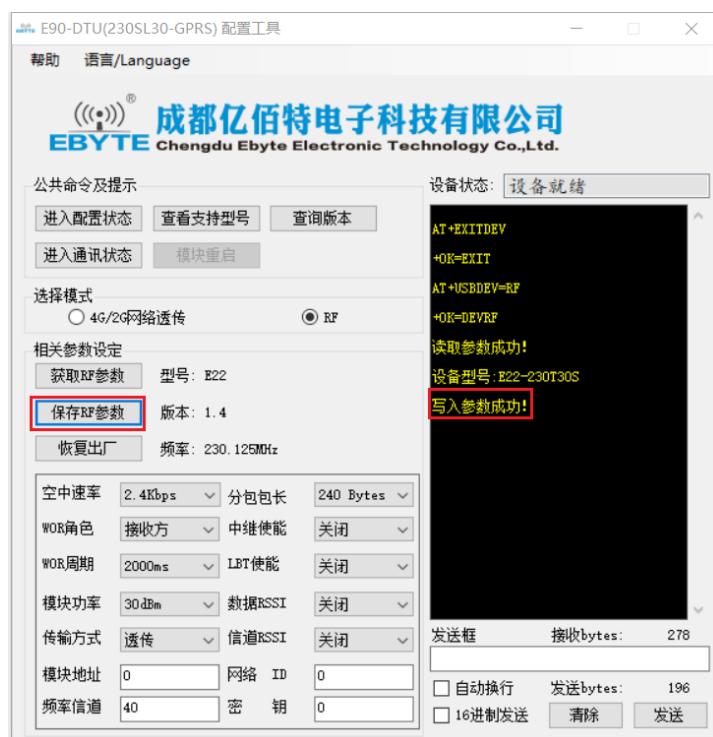 E90-DTU(230SL30-GPRS) 配置工具
帮助 语言/Language
EBYTE ® 成都亿佰特电子科技有限公司
Chengdu Ebyte Electronic Technology Co.,Ltd.
公共命令及提示
进入配置状态 查看支持型号 查询版本
进入通讯状态 模块重启
选择模式
4G/2G网络透传 RF
相关参数设定
获取RF参数 型号: E22
保存RF参数 版本: 1.4
恢复出厂 频率: 230.125MHz
空中速率 2.4Kbps 分包包长 240 Bytes
WOR角色 接收方 中继使能 关闭
WOR周期 2000ms LBT使能 关闭
模块功率 30dBm 数据RSSI 关闭
传输方式 透传 信道RSSI 关闭
模块地址 0 网络 ID 0
频率信道 40 密 钥 0
设备状态: 设备就绪
AT+EXITDEV
+OK=EXIT
AT+USBDEV=RF
+OK=DEVRF
读取参数成功!
设备型号:E22-230T30S
写入参数成功!
发送框 接收bytes: 278
自动换行 发送bytes: 196
16进制发送 清除 发送